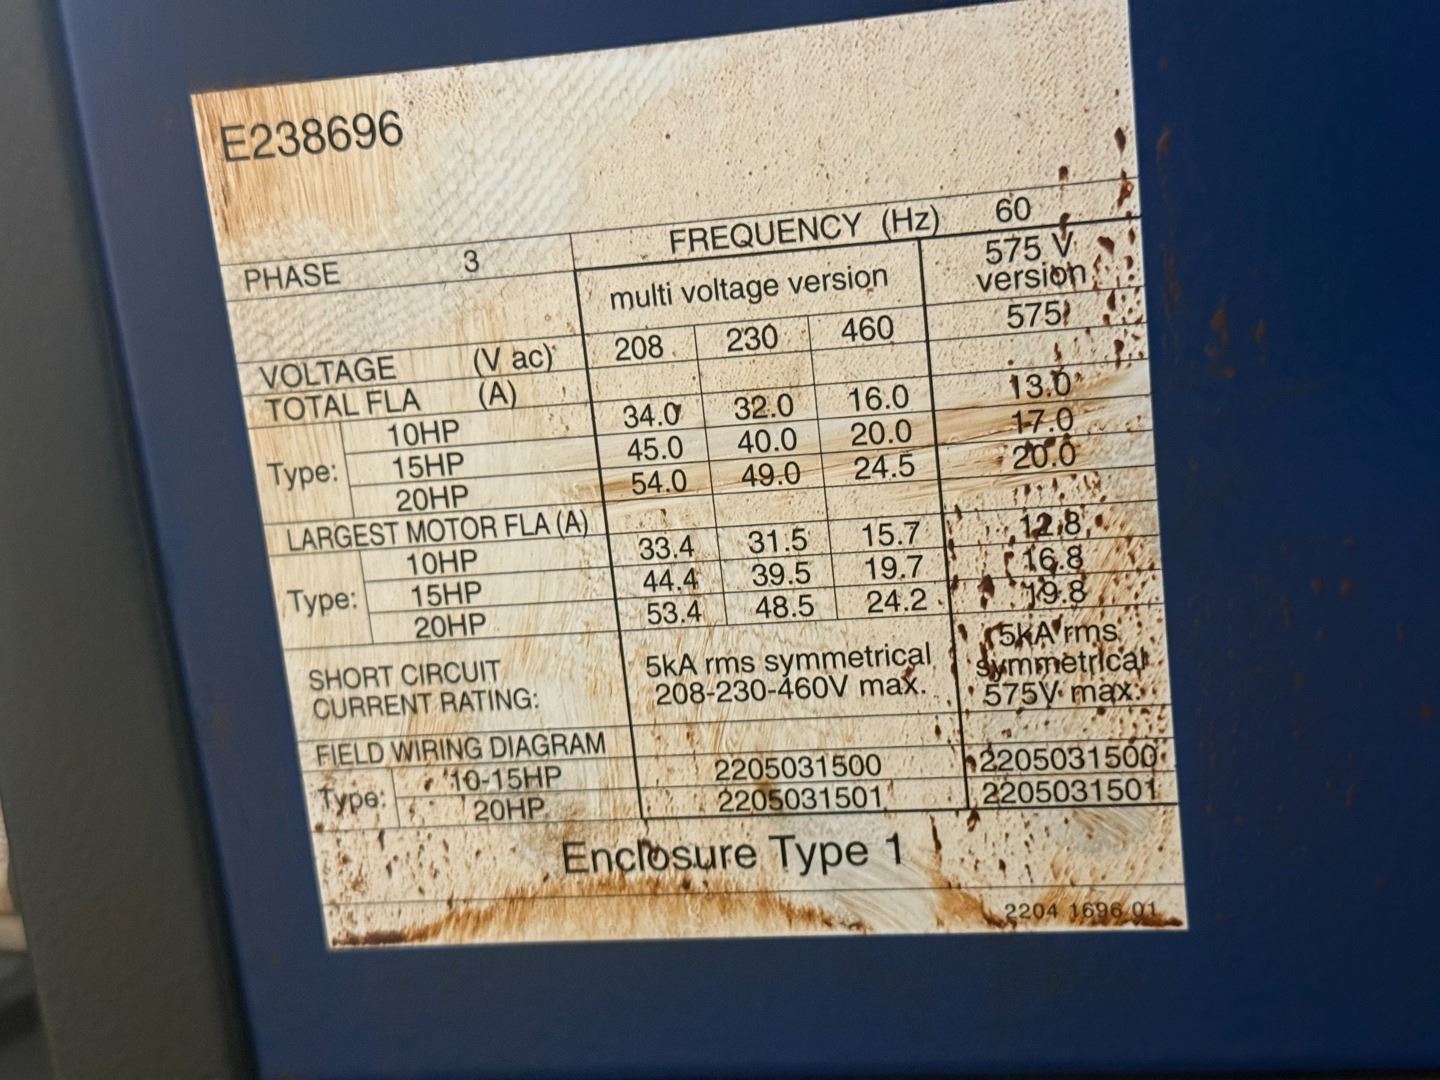 E238696
PHASE 3 FREQUENCY (Hz) 60
multi voltage version 575 V version
VOLTAGE (V ac) 208 230 460 575
TOTAL FLA (A)
Type: 10HP 34.0 32.0 16.0 13.0
15HP 45.0 40.0 20.0 17.0
20HP 54.0 49.0 24.5 20.0
LARGEST MOTOR FLA (A)
Type: 10HP 33.4 31.5 15.7 12.8
15HP 44.4 39.5 19.7 16.8
20HP 53.4 48.5 24.2 19.8
SHORT CIRCUIT CURRENT RATING: 5kA rms symmetrical 208-230-460V max. 5kA rms symmetrical 575V max.
FIELD WIRING DIAGRAM
Type: 10-15HP 2205031500 2205031500
20HP 2205031501 2205031501
Enclosure Type 1
2204 1696 01